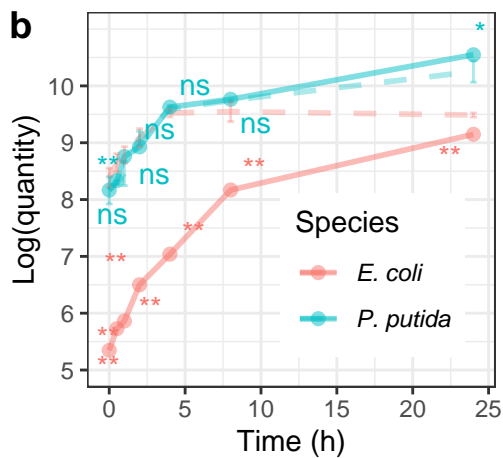 b
Log(quantity)
10
9
8
7
6
5
*
ns
ns
ns
**
ns
ns
**
**
**
**
**
**
Species
E. coli
P. putida
0
5
10
15
20
25
Time (h)